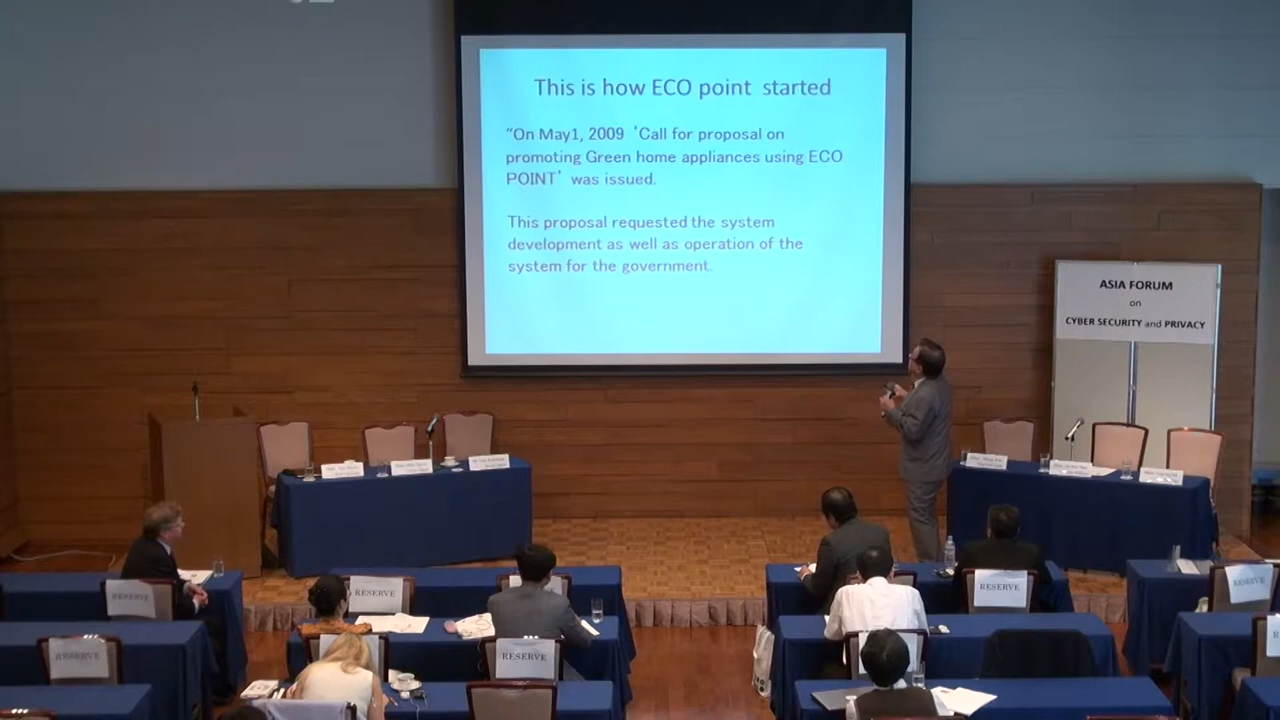 This is how ECO point started
“On May1, 2009 ‘Call for proposal on
promoting Green home appliances using ECO
POINT’ was issued.
This proposal requested the system
development as well as operation of the
system for the government.
ASIA FORUM
on
CYBER SECURITY and PRIVACY
RESERVE
RESERVE
RESERVE
RESERVE
RESERVE
RESERVE